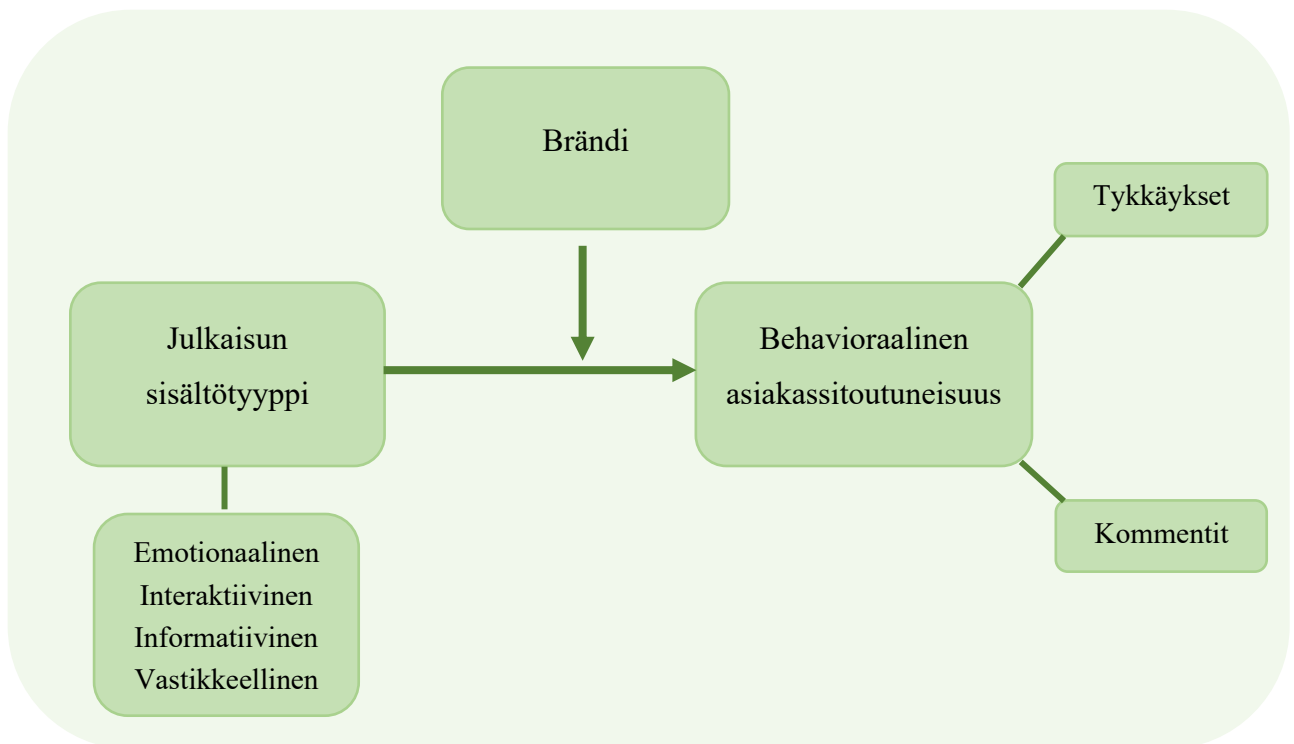 Brändi
Tykkäykset
Julkaisun
sisältötyyppi
Behavioraalinen
asiakassitoutuneisuus
Emotionaalinen
Interaktiivinen
Informatiivinen
Vastikkeellinen
Kommentit